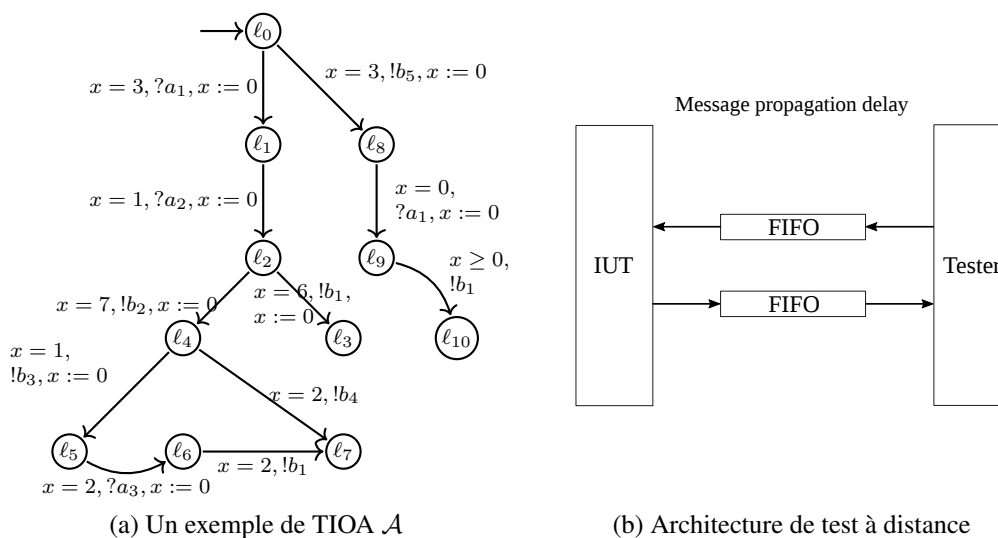 ℓ₀
x = 3, ?a₁, x := 0
x = 3, !b₅, x := 0
ℓ₁
ℓ₈
x = 1, ?a₂, x := 0
x = 0,
?a₁, x := 0
ℓ₂
ℓ₉
x ≥ 0,
!b₁
x = 7, !b₂, x := 0
x = 6, !b₁,
x := 0
ℓ₄
ℓ₃
ℓ₁₀
x = 1,
!b₃, x := 0
x = 2, !b₄
ℓ₅
ℓ₆
ℓ₇
x = 2, !b₁
x = 2, ?a₃, x := 0
(a) Un exemple de TIOA 𝒜
Message propagation delay
FIFO
IUT
Tester
FIFO
(b) Architecture de test à distance